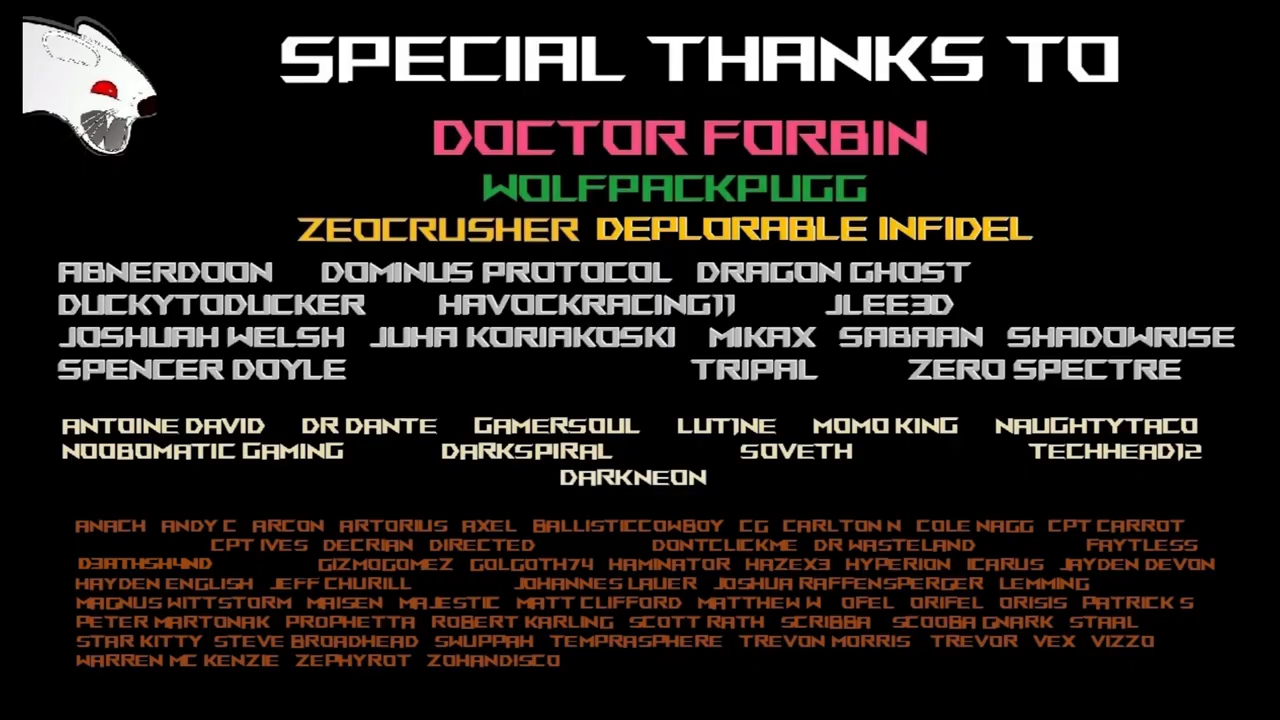 SPECIAL THANKS TO
DOCTOR FORBIN
WOLFPACKPUGG
ZEOCRUSHER DEPLORABLE INFIDEL
ABNERDOON DOMINUS PROTOCOL DRAGON GHOST
DUCKYTODUCKER HAVOCKRACING11 JLEE3D
JOSHUAH WELSH JUHA KORIAKOSKI MIKAX SABAAN SHADOWRISE
SPENCER DOYLE TRIPAL ZERO SPECTRE
ANTOINE DAVID DR DANTE GAMERSOUL LUT1NE MOMO KING NAUGHTYTACO
NOOBOMATIC GAMING DARKSPIRAL SOVETH TECHHEAD12
DARKNEON
ANACH ANDY C ARCON ARTORIUS AXEL BALLISTICCOWBOY CG CARLTON N COLE NAGG CPT CARROT
CPT IVES DECRIAN DIRECTED DONTCLICKME DR WASTELAND FAYTLESS
D3ATHSH4ND GIZMOGOMEZ GOLGOTH74 HAMINATOR HAZEX3 HYPERION ICARUS JAYDEN DEVON
HAYDEN ENGLISH JEFF CHURILL JOHANNES LAUER JOSHUA RAFFENSPERGER LEMMING
MAGNUS WITTSTORM MAISEN MAJESTIC MATT CLIFFORD MATTHEW W OFEL ORIFEL ORISIS PATRICK S
PETER MARTONAK PROPHETTA ROBERT KARLING SCOTT RATH SCRIBBA SCOOBA GNARK STAAL
STAR KITTY STEVE BROADHEAD SWUPPAH TEMPRASPHERE TREVON MORRIS TREVOR VEX VIZZO
WARREN MC KENZIE ZEPHYROT ZOHANDISCO